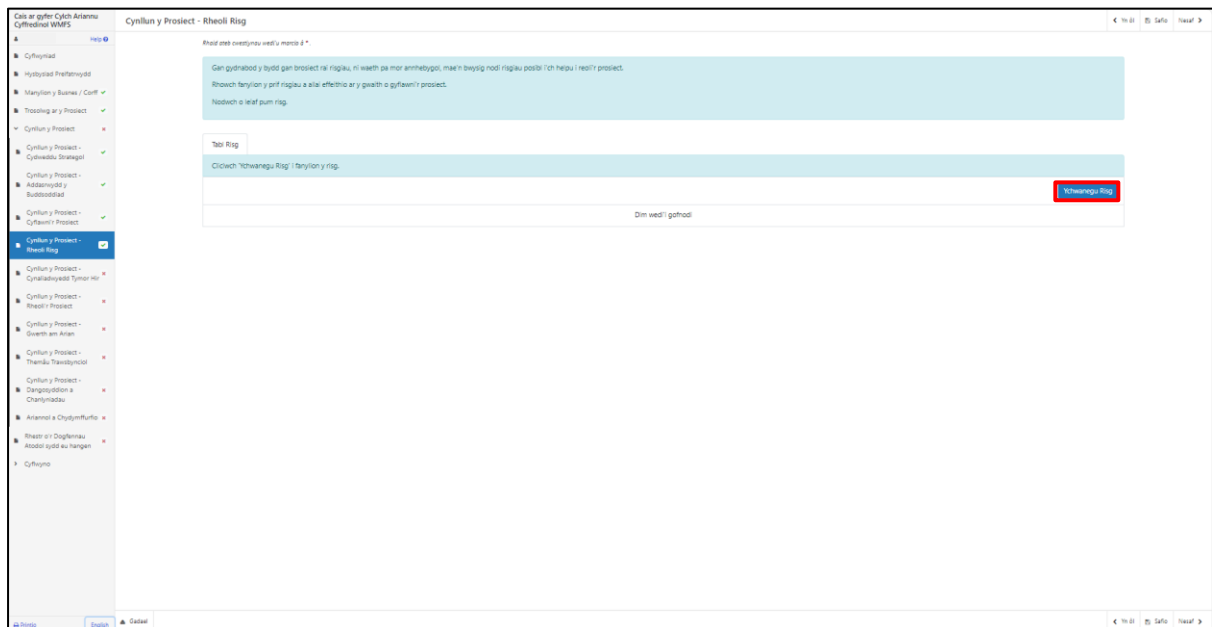 Cais ar gyfer Cylch Ariannu
Cyffredinol WMFS
Help
Cyflwyniad
Hysbysiad Preifatrwydd
Manylion y Busnes / Corff
Trosolwg ar y Prosiect
Cynllun y Prosiect
Cynllun y Prosiect -
Cydweddu Strategol
Cynllun y Prosiect -
Addasrwydd y
Buddsoddiad
Cynllun y Prosiect -
Cyflawni'r Prosiect
Cynllun y Prosiect -
Rheoli Risg
Cynllun y Prosiect -
Cynaliadwyedd Tymor Hir
Cynllun y Prosiect -
Rheoli'r Prosiect
Cynllun y Prosiect -
Gwerth am Arian
Cynllun y Prosiect -
Themâu Trawsbynciol
Cynllun y Prosiect -
Dangosyddion a
Chanlyniadau
Ariannol a Chydymffurfio
Rhestr o'r Dogfennau
Atodol sydd eu hangen
Cyflwyno
Printio
English
Cynllun y Prosiect - Rheoli Risg
Yn ôl Safio Nesaf
Rhaid ateb cwestiynau wedi'u marcio â *.
Gan gydnabod y bydd gan brosiect rai risgiau, ni waeth pa mor annhebygol, mae'n bwysig nodi risgiau posibl i'ch helpu i reoli'r prosiect.
Rhowch fanylion y prif risgiau a allai effeithio ar y gwaith o gyflawni'r prosiect.
Nodwch o leiaf pum risg.
Tabl Risg
Cliciwch 'Ychwanegu Risg' i fanylion y risg.
Ychwanegu Risg
Dim wedi'i gofnodi
Gadael
Yn ôl Safio Nesaf